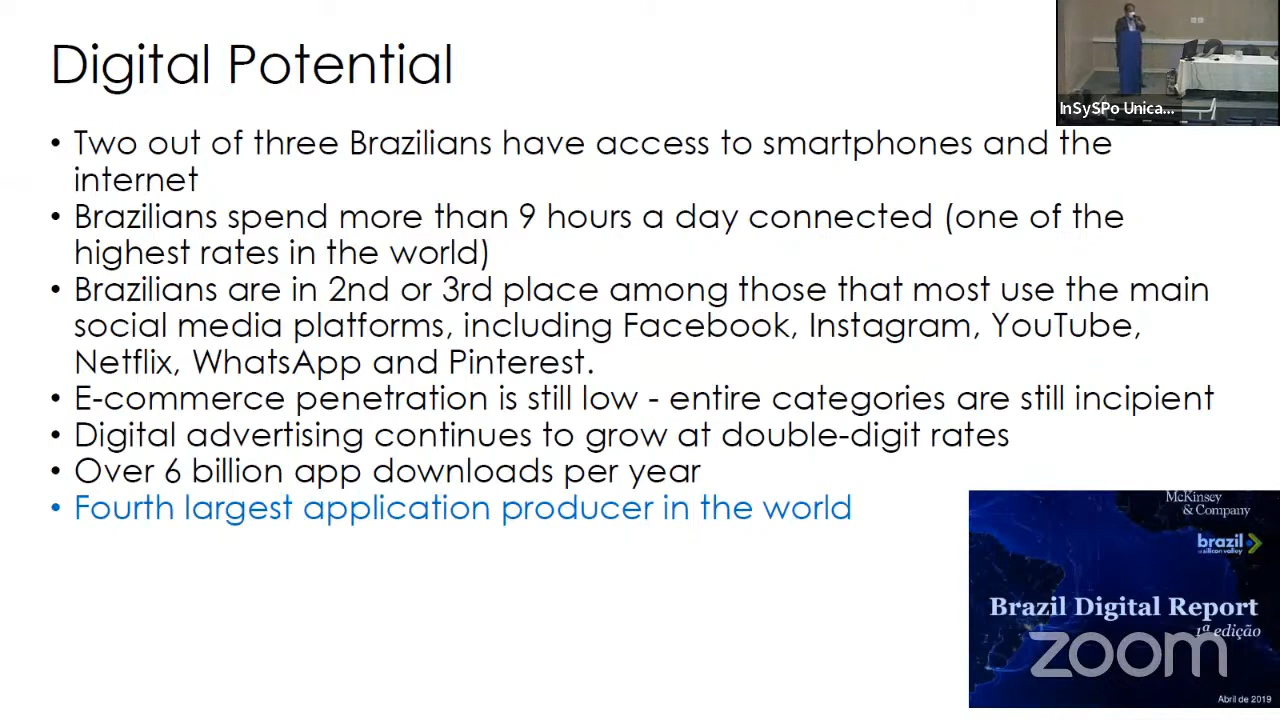 Digital Potential
InSySPo Unica...
• Two out of three Brazilians have access to smartphones and the
internet
• Brazilians spend more than 9 hours a day connected (one of the
highest rates in the world)
• Brazilians are in 2nd or 3rd place among those that most use the main
social media platforms, including Facebook, Instagram, YouTube,
Netflix, WhatsApp and Pinterest.
• E-commerce penetration is still low - entire categories are still incipient
• Digital advertising continues to grow at double-digit rates
• Over 6 billion app downloads per year
• Fourth largest application producer in the world
McKinsey
& Company
brazil
silicon valley
Brazil Digital Report
1ª edição
zoom
Abril de 2019